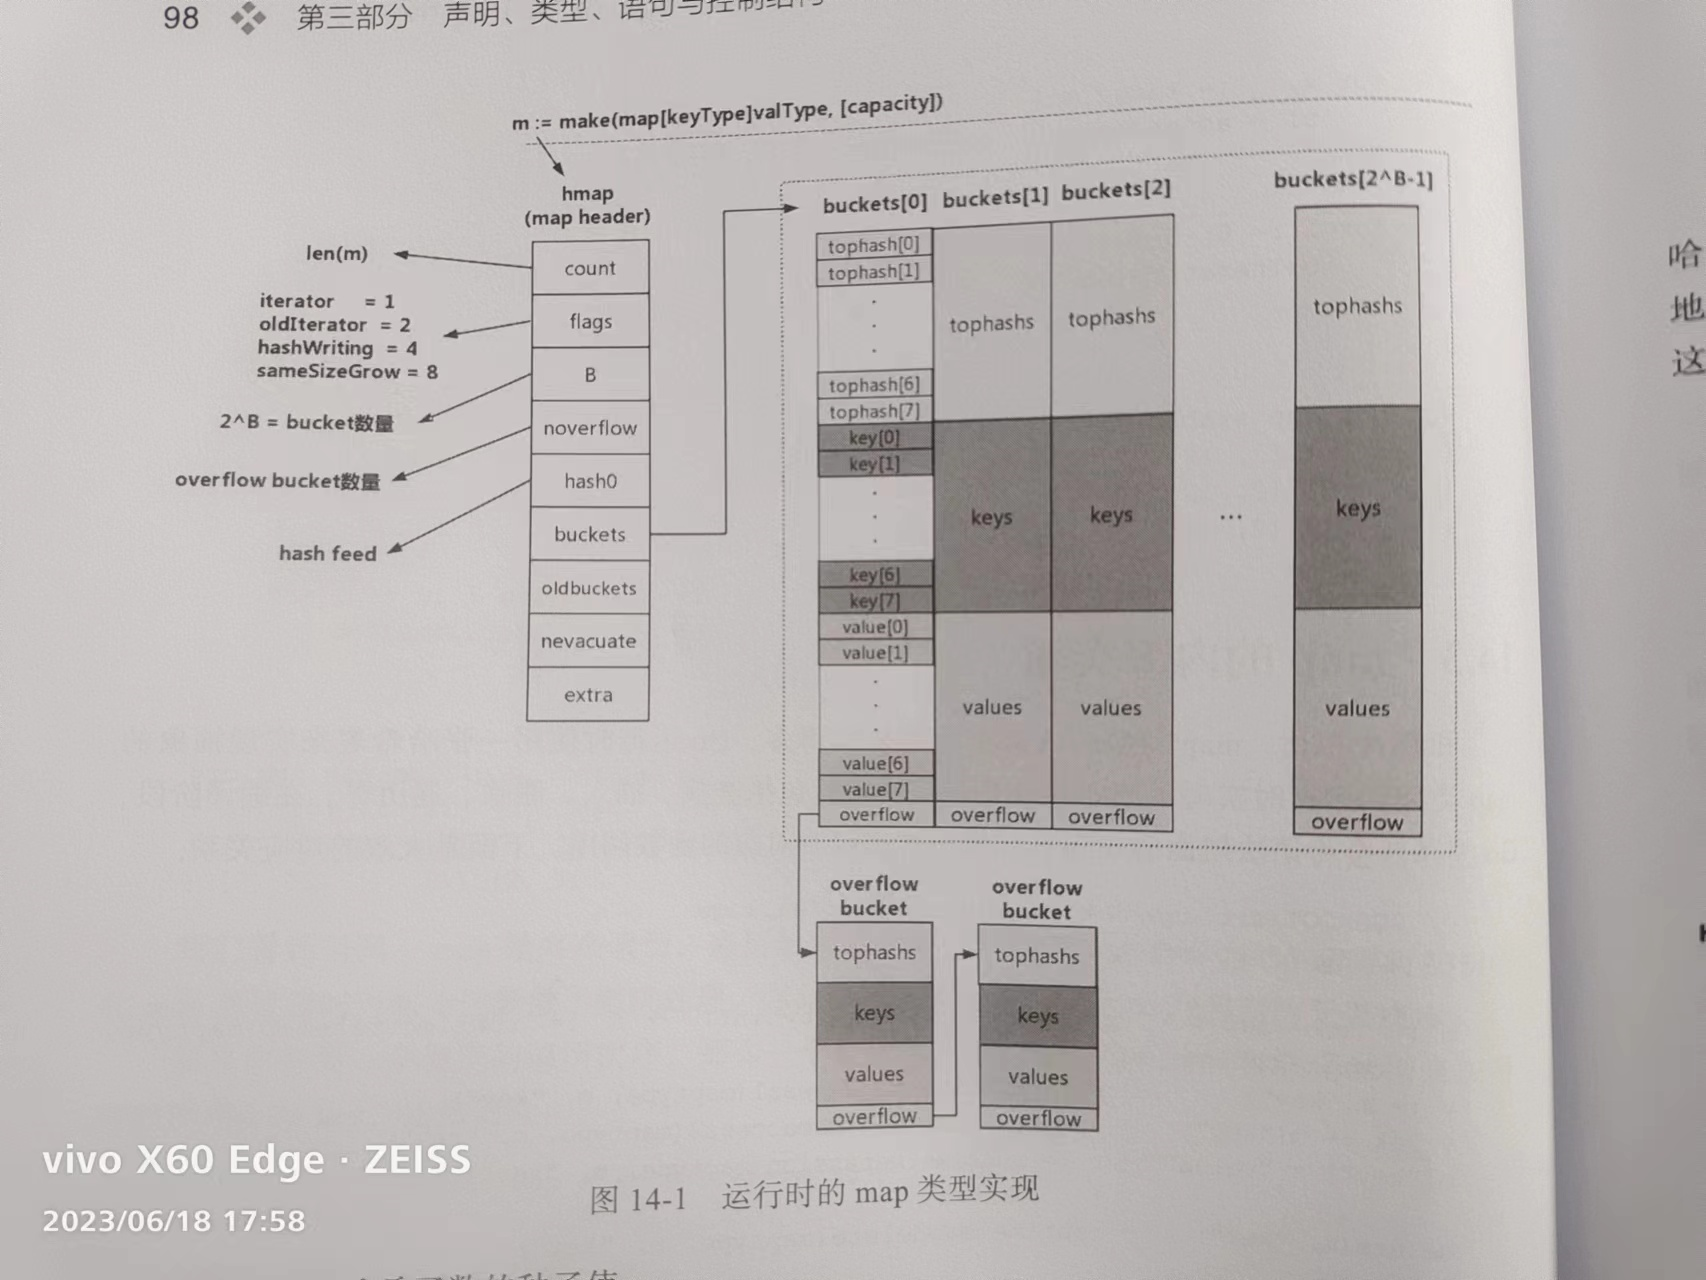 98 第三部分 声明、类型、语句与控制结构
m := make(map[keyType]valType, [capacity])
hmap
(map header)
len(m)
iterator = 1
oldIterator = 2
hashWriting = 4
sameSizeGrow = 8
2^B = bucket数量
overflow bucket数量
hash feed
count
flags
B
noverflow
hash0
buckets
oldbuckets
nevacuate
extra
buckets[0] buckets[1] buckets[2] buckets[2^B-1]
tophash[0]
tophash[1]
.
.
.
tophash[6]
tophash[7]
key[0]
key[1]
.
.
.
key[6]
key[7]
value[0]
value[1]
.
.
.
value[6]
value[7]
overflow
tophashs
keys
values
overflow
tophashs
keys
values
overflow
...
tophashs
keys
values
overflow
overflow
bucket
tophashs
keys
values
overflow
overflow
bucket
tophashs
keys
values
overflow
图 14-1 运行时的 map 类型实现
哈
地
这
vivo X60 Edge · ZEISS
2023/06/18 17:58